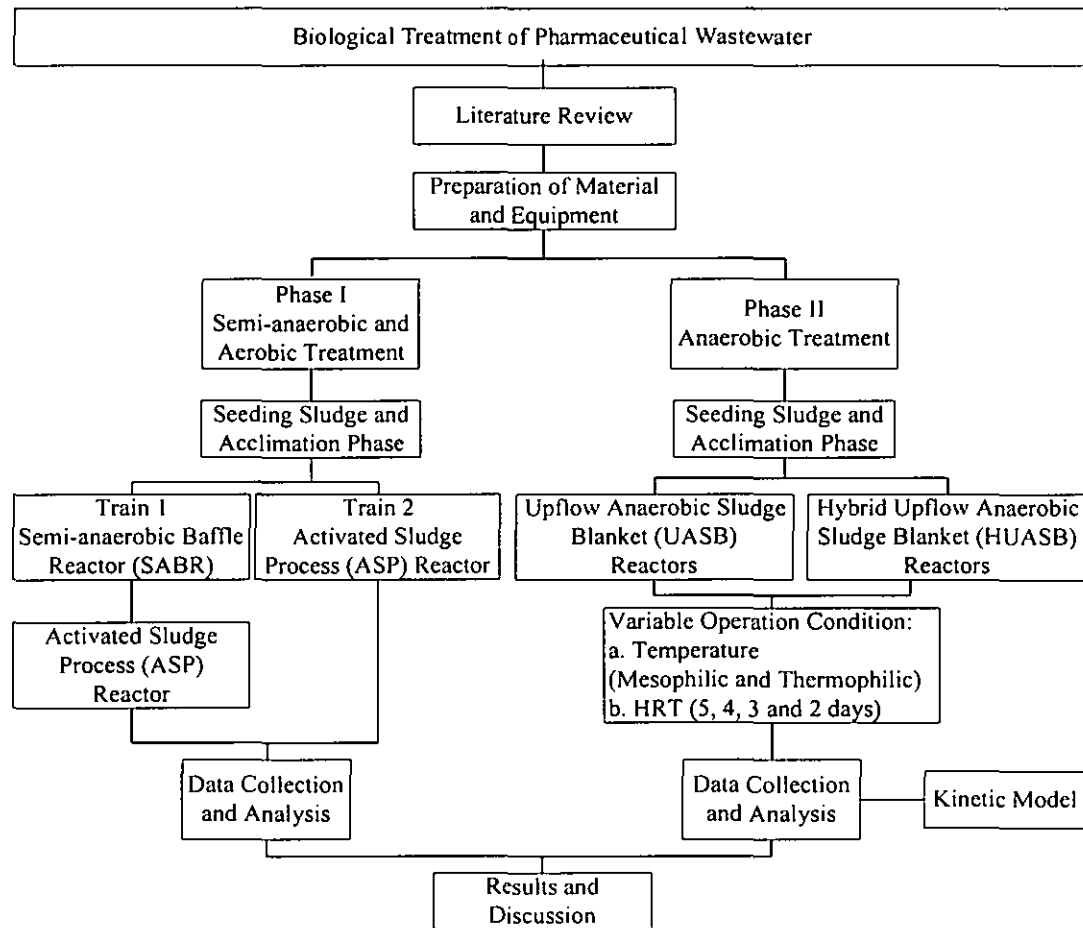 Biological Treatment of Pharmaceutical Wastewater
Literature Review
Preparation of Material
and Equipment
Phase I
Semi-anaerobic and
Aerobic Treatment
Phase II
Anaerobic Treatment
Seeding Sludge and
Acclimation Phase
Seeding Sludge and
Acclimation Phase
Train 1
Semi-anaerobic Baffle
Reactor (SABR)
Train 2
Activated Sludge
Process (ASP) Reactor
Upflow Anaerobic Sludge
Blanket (UASB)
Reactors
Hybrid Upflow Anaerobic
Sludge Blanket (HUASB)
Reactors
Activated Sludge
Process (ASP)
Reactor
Variable Operation Condition:
a. Temperature
(Mesophilic and Thermophilic)
b. HRT (5, 4, 3 and 2 days)
Data Collection
and Analysis
Data Collection
and Analysis
Kinetic Model
Results and
Discussion